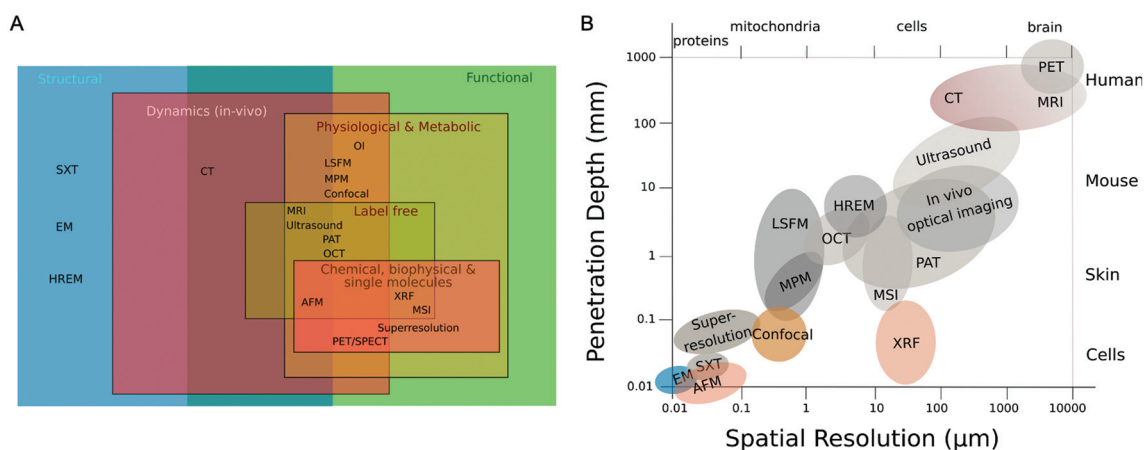 A
Structural
Functional
Dynamics (in-vivo)
Physiological & Metabolic
OI
LSFM
SXT
CT
MPM
Confocal
MRI
Label free
Ultrasound
EM
PAT
OCT
Chemical, biophysical &
single molecules
HREM
AFM
XRF
MSI
Superresolution
PET/SPECT
B
mitochondria
cells
brain
proteins
Penetration Depth (mm)
1000
100
10
1
0.1
0.01
PET
CT
MRI
Human
Ultrasound
Mouse
HREM
In vivo
optical imaging
LSFM
OCT
PAT
Skin
MPM
MSI
Super-
resolution
Confocal
XRF
SXT
Cells
EM
AFM
0.01
0.1
1
10
100
1000
10000
Spatial Resolution (μm)